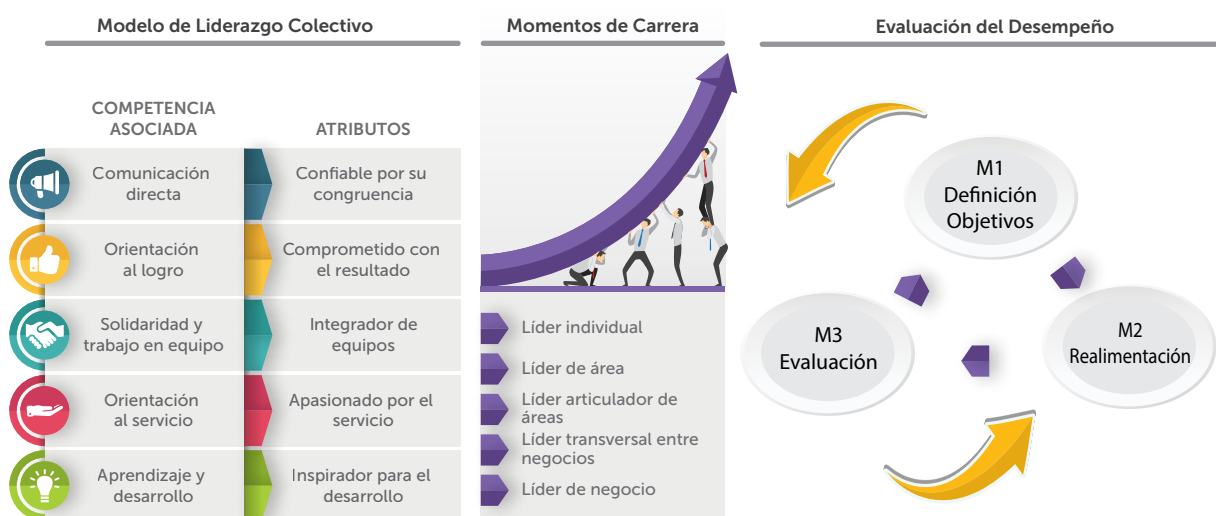 Modelo de Liderazgo Colectivo
COMPETENCIA
ASOCIADA
ATRIBUTOS
Comunicación
directa
Confiable por su
congruencia
Orientación
al logro
Comprometido con
el resultado
Solidaridad y
trabajo en equipo
Integrador de
equipos
Orientación
al servicio
Apasionado por el
servicio
Aprendizaje y
desarrollo
Inspirador para el
desarrollo
Momentos de Carrera
Líder individual
Líder de área
Líder articulador de
áreas
Líder transversal entre
negocios
Líder de negocio
Evaluación del Desempeño
M1
Definición
Objetivos
M2
Realimentación
M3
Evaluación